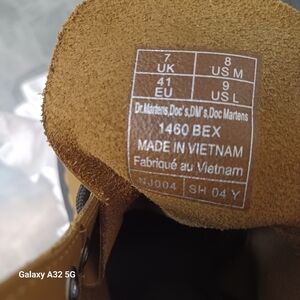 7 UK 8 US M
41 EU 9 US L
Dr.Martens,Doc's,DM's,Doc Martens
1460 BEX
MADE IN VIETNAM
Fabriqué au Vietnam
NJ004 SH 04 Y
Galaxy A32 5G